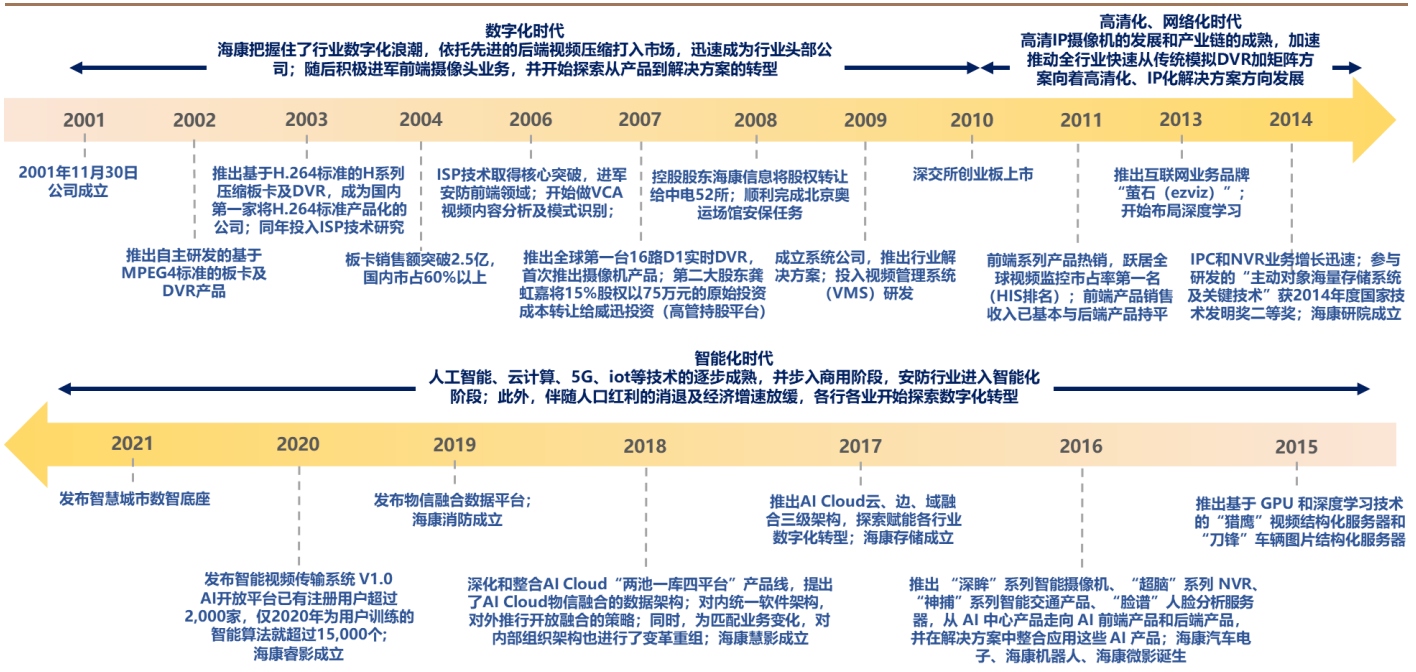 数字化时代
海康把握住了行业数字化浪潮，依托先进的后端视频压缩打入市场，迅速成为行业头部公
司；随后积极进军前端摄像头业务，并开始探索从产品到解决方案的转型
高清化、网络化时代
高清IP摄像机的发展和产业链的成熟，加速
推动全行业快速从传统模拟DVR加矩阵方
案向着高清化、IP化解决方案方向发展
2001
2002
2003
2004
2006
2007
2008
2009
2010
2011
2013
2014
2001年11月30日
公司成立
推出自主研发的基于
MPEG4标准的板卡及
DVR产品
推出基于H.264标准的H系列
压缩板卡及DVR，成为国内
第一家将H.264标准产品化的
公司；同年投入ISP技术研究
板卡销售额突破2.5亿，
国内市占60%以上
ISP技术取得核心突破，进军
安防前端领域；开始做VCA
视频内容分析及模式识别；
推出全球第一台16路D1实时DVR，
首次推出摄像机产品；第二大股东龚
虹嘉将15%股权以75万元的原始投资
成本转让给威迅投资（高管持股平台）
控股股东海康信息将股权转让
给中电52所；顺利完成北京奥
运场馆安保任务
成立系统公司，推出行业解
决方案；投入视频管理系统
（VMS）研发
深交所创业板上市
前端系列产品热销，跃居全
球视频监控市占率第一名
（HIS排名）；前端产品销售
收入已基本与后端产品持平
推出互联网业务品牌
“萤石（ezviz）”；
开始布局深度学习
IPC和NVR业务增长迅速；参与
研发的“主动对象海量存储系统
及关键技术”获2014年度国家技
术发明奖二等奖；海康研院成立
智能化时代
人工智能、云计算、5G、iot等技术的逐步成熟，并步入商用阶段，安防行业进入智能化
阶段；此外，伴随人口红利的消退及经济增速放缓，各行各业开始探索数字化转型
2021
2020
2019
2018
2017
2016
2015
发布智慧城市数智底座
发布智能视频传输系统 V1.0
AI开放平台已有注册用户超过
2,000家，仅2020年为用户训练的
智能算法就超过15,000个；
海康睿影成立
发布物信融合数据平台；
海康消防成立
深化和整合AI Cloud“两池一库四平台”产品线，提出
了AI Cloud物信融合的数据架构；对内统一软件架构，
对外推行开放融合的策略；同时，为匹配业务变化，对
内部组织架构也进行了变革重组；海康慧影成立
推出AI Cloud云、边、域融
合三级架构，探索赋能各行业
数字化转型；海康存储成立
推出 “深眸”系列智能摄像机、“超脑”系列 NVR、
“神捕”系列智能交通产品、“脸谱”人脸分析服务
器，从 AI 中心产品走向 AI 前端产品和后端产品，
并在解决方案中整合应用这些 AI 产品；海康汽车电
子、海康机器人、海康微影诞生
推出基于 GPU 和深度学习技术
的“猎鹰”视频结构化服务器和
“刀锋”车辆图片结构化服务器